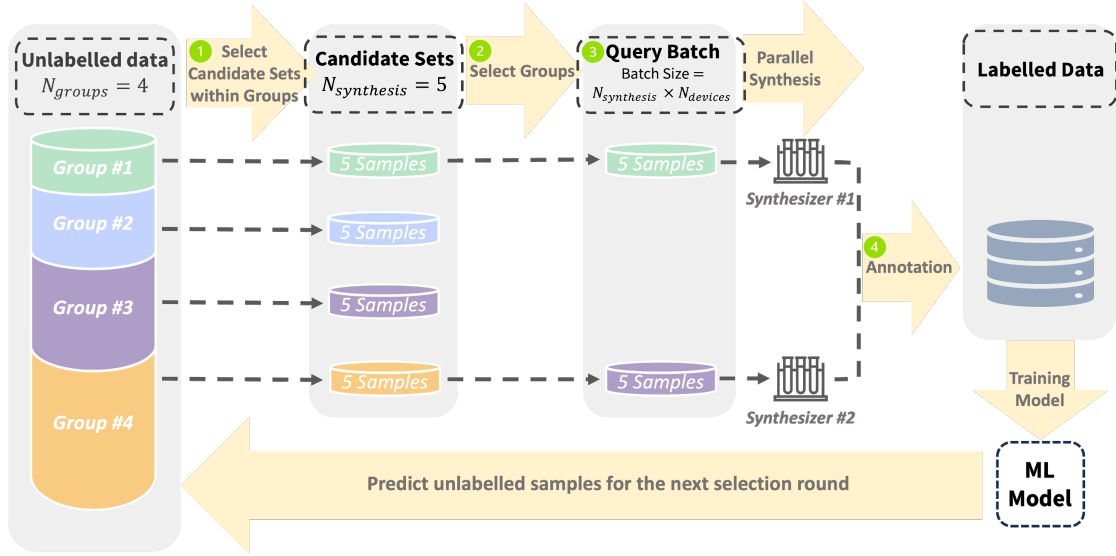 Unlabelled data
N_groups = 4
1
Select
Candidate Sets
within Groups
Candidate Sets
N_synthesis = 5
2
Select Groups
3
Query Batch
Batch Size =
N_synthesis × N_devices
Parallel
Synthesis
Labelled Data
Group #1
5 Samples
5 Samples
Synthesizer #1
Group #2
5 Samples
4
Annotation
Group #3
5 Samples
Group #4
5 Samples
5 Samples
Synthesizer #2
Training
Model
ML
Model
Predict unlabelled samples for the next selection round